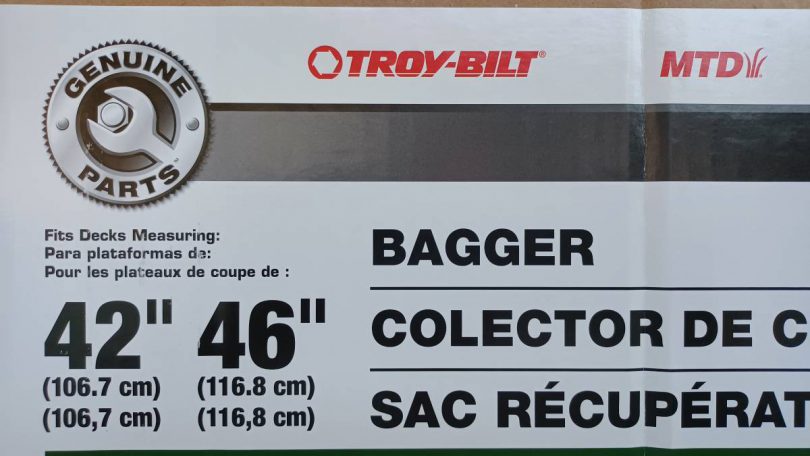 GENUINE
PARTS™
TROY-BILT®
MTD
Fits Decks Measuring:
Para plataformas de:
Pour les plateaux de coupe de :
42" 46"
(106.7 cm) (116.8 cm)
(106,7 cm) (116,8 cm)
BAGGER
COLECTOR DE C
SAC RÉCUPÉRAT